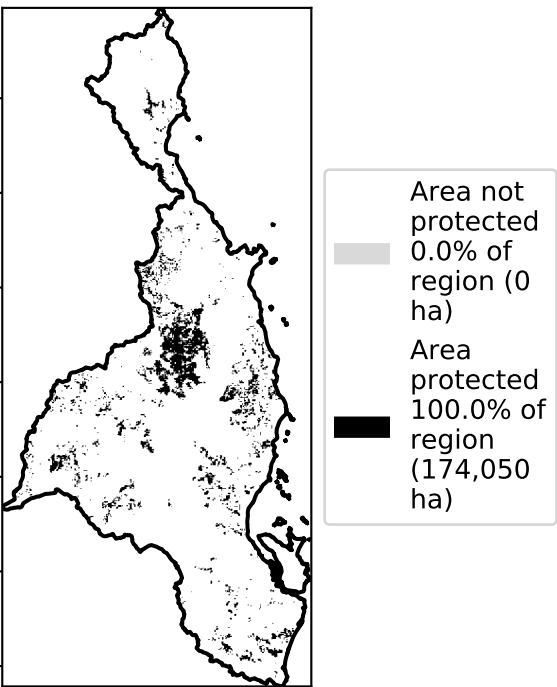 Area not
protected
0.0% of
region (0
ha)
Area
protected
100.0% of
region
(174,050
ha)